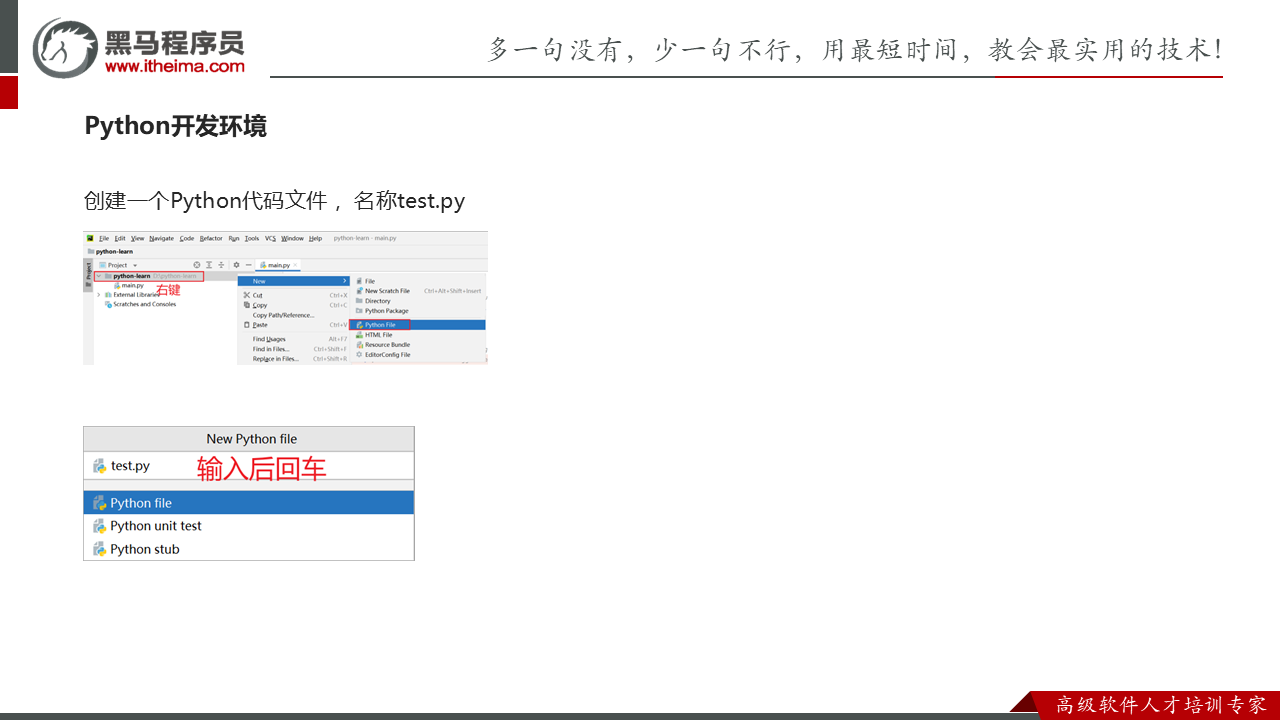 黑马程序员
www.itheima.com
多一句没有，少一句不行，用最短时间，教会最实用的技术！
Python开发环境
创建一个Python代码文件，名称test.py
File Edit View Navigate Code Refactor Run Tools VCS Window Help python-learn - main.py
python-learn
Project
Project
main.py
python-learn D:\python-learn
main.py
右键
External Libraries
Scratches and Consoles
New
Cut Ctrl+X
Copy Ctrl+C
Copy Path/Reference...
Paste Ctrl+V
Find Usages Alt+F7
Find in Files... Ctrl+Shift+F
Replace in Files... Ctrl+Shift+R
File
New Scratch File Ctrl+Alt+Shift+Insert
Directory
Python Package
Python File
HTML File
Resource Bundle
EditorConfig File
New Python file
test.py 输入后回车
Python file
Python unit test
Python stub
高级软件人才培训专家